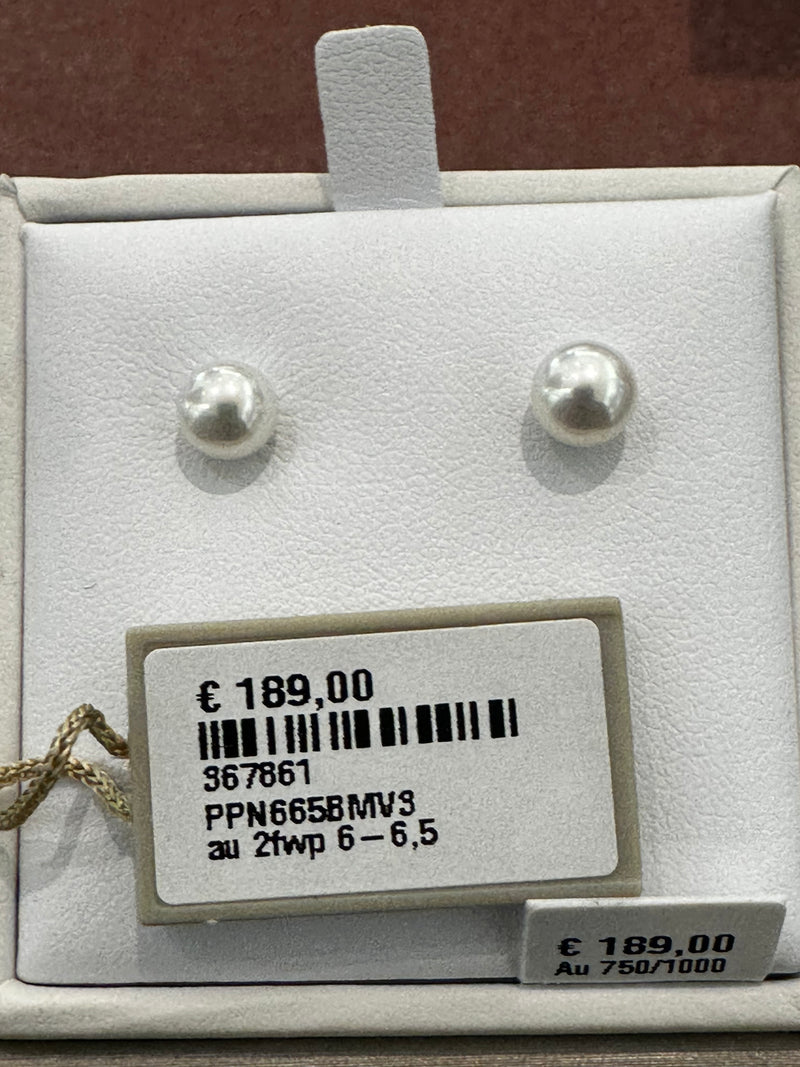 € 189,00
367861
PPN665BMV3
au 2fwp 6-6,5
€ 189,00
Au 750/1000